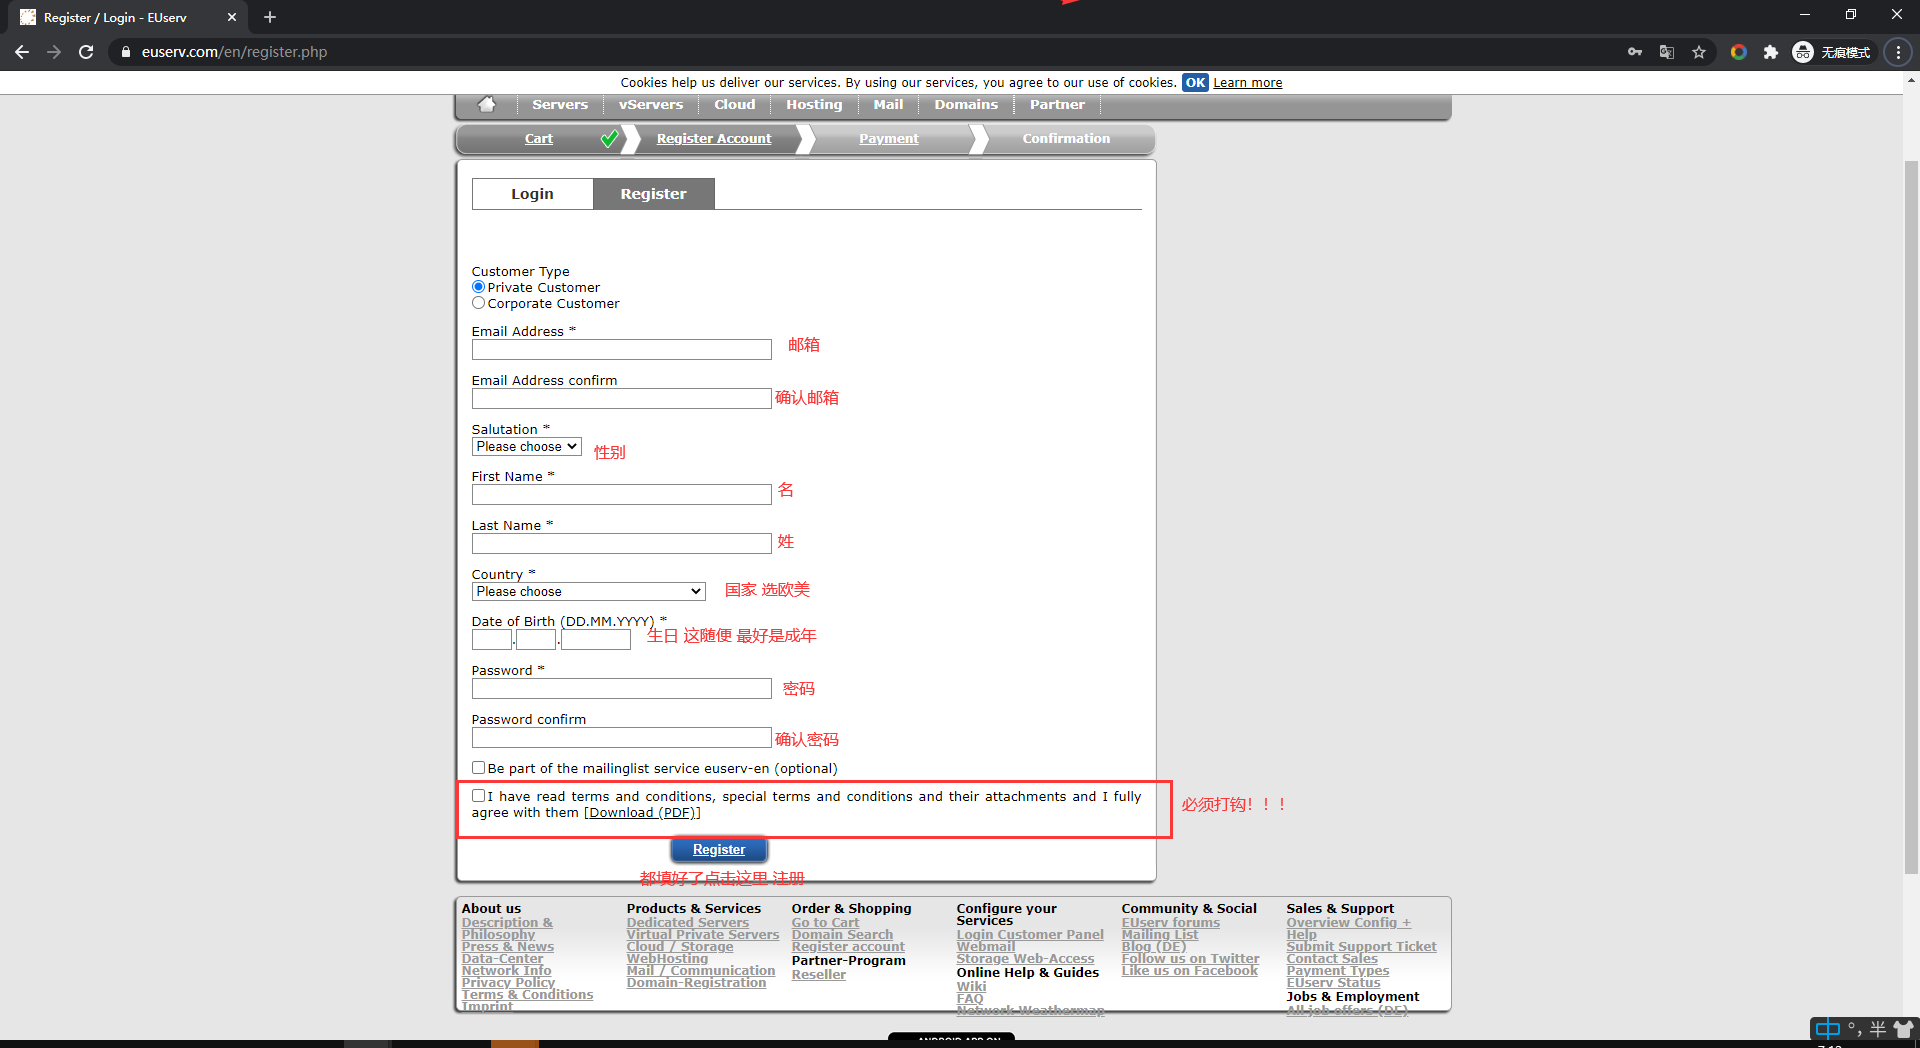 Register / Login - EUserv
euserv.com/en/register.php
无痕模式
Cookies help us deliver our services. By using our services, you agree to our use of cookies. OK Learn more
Servers vServers Cloud Hosting Mail Domains Partner
Cart Register Account Payment Confirmation
Login Register
Customer Type
Private Customer
Corporate Customer
Email Address *
邮箱
Email Address confirm
确认邮箱
Salutation *
Please choose
性别
First Name *
名
Last Name *
姓
Country *
Please choose
国家 选欧美
Date of Birth (DD.MM.YYYY) *
生日 这随便 最好是成年
Password *
密码
Password confirm
确认密码
Be part of the mailinglist service euserv-en (optional)
I have read terms and conditions, special terms and conditions and their attachments and I fully
agree with them [Download (PDF)]
必须打钩！！！
Register
都填好了点击这里 注册
About us
Description &
Philosophy
Press & News
Data-Center
Network Info
Privacy Policy
Terms & Conditions
Imprint
Products & Services
Dedicated Servers
Virtual Private Servers
Cloud / Storage
WebHosting
Mail / Communication
Domain-Registration
Order & Shopping
Go to Cart
Domain Search
Register account
Partner-Program
Reseller
Configure your
Services
Login Customer Panel
Webmail
Storage Web-Access
Online Help & Guides
Wiki
FAQ
Network Weathermap
Community & Social
EUserv forums
Mailing List
Blog (DE)
Follow us on Twitter
Like us on Facebook
Sales & Support
Overview Config +
Help
Submit Support Ticket
Contact Sales
Payment Types
EUserv Status
Jobs & Employment
All job offers (DE)
ANDROID APP ON
中 °, 半